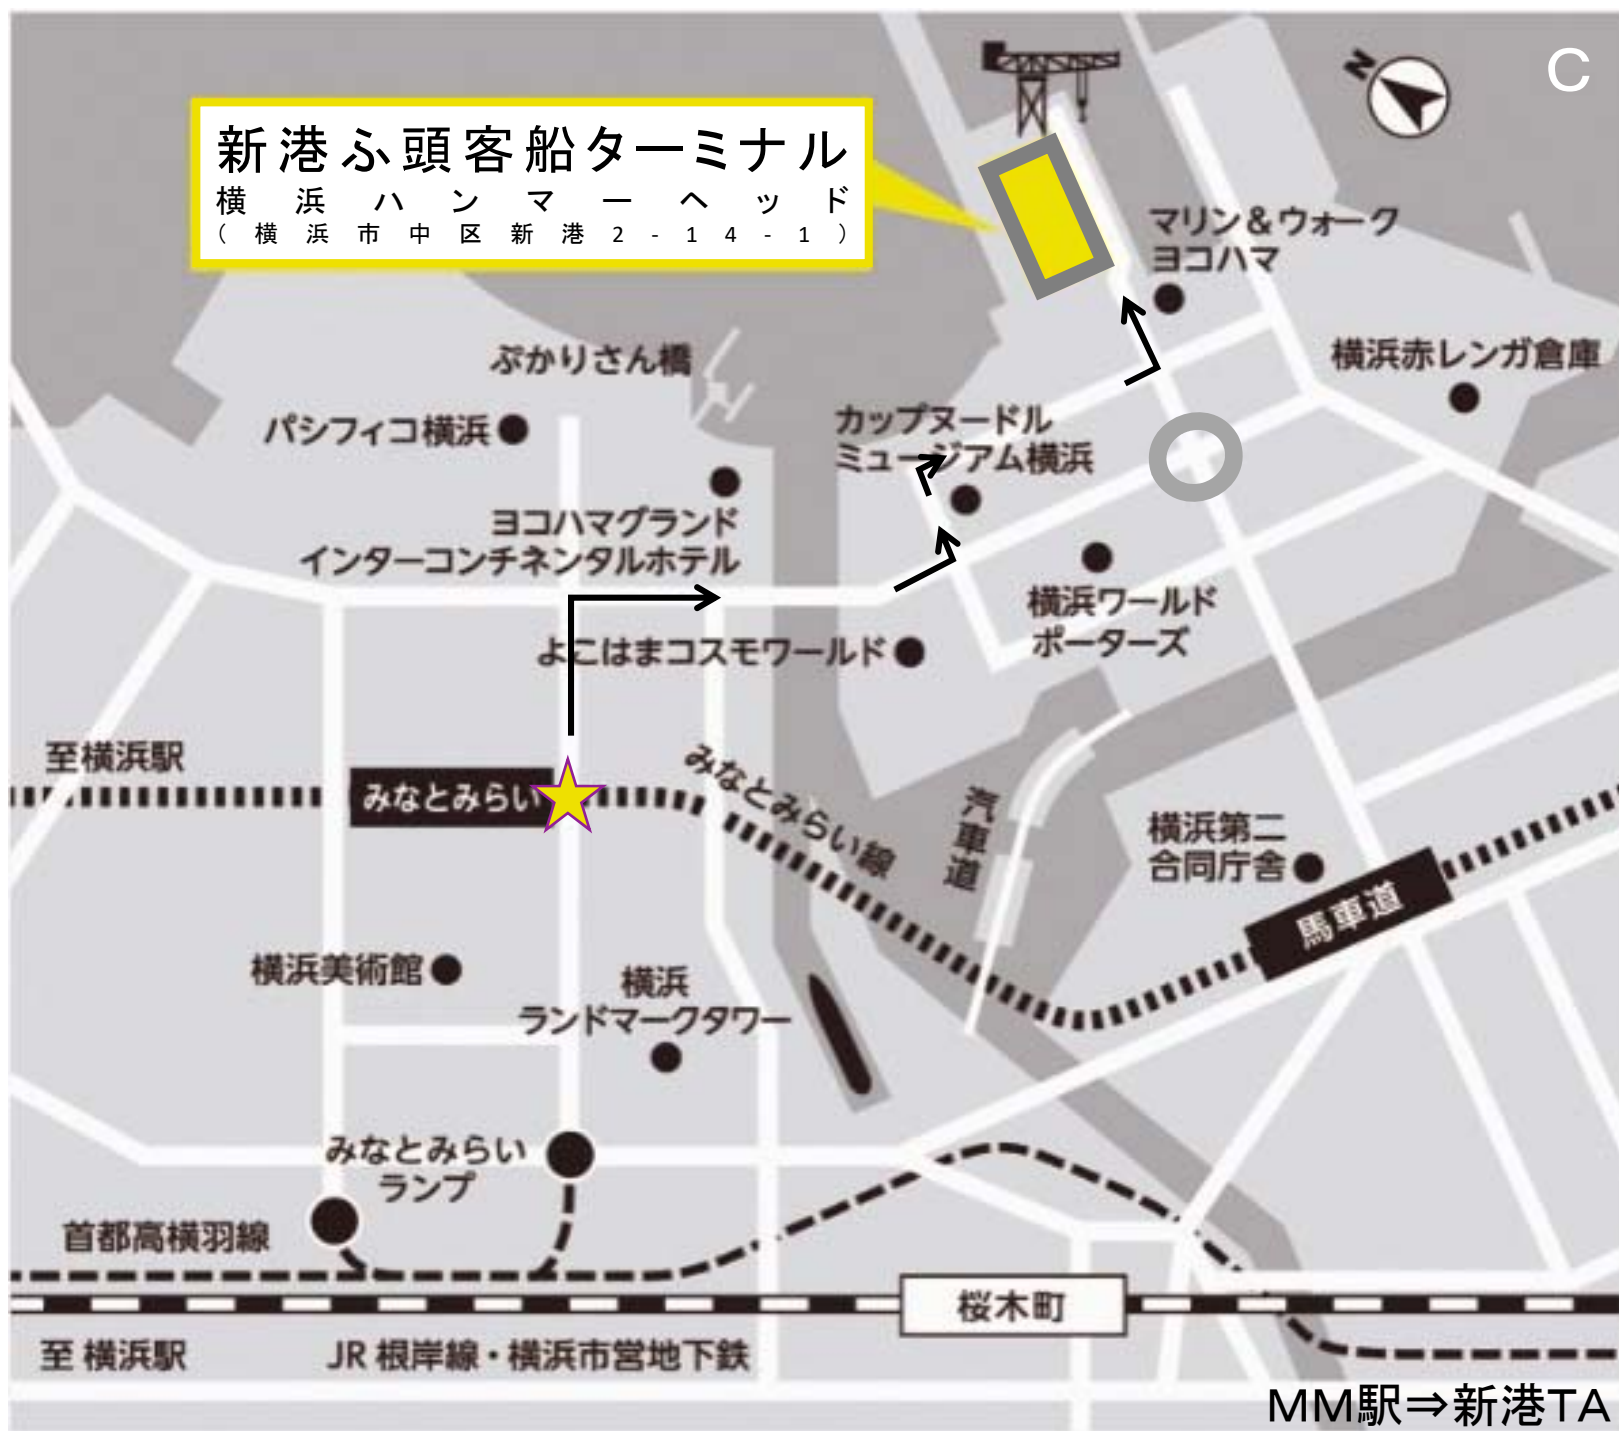 C
N
新港ふ頭客船ターミナル
横浜ハンマーヘッド
(横浜市中区新港2-14-1)
マリン&ウォーク
ヨコハマ
横浜赤レンガ倉庫
ぷかりさん橋
パシフィコ横浜
カップヌードル
ミュージアム横浜
ヨコハマグランド
インターコンチネンタルホテル
横浜ワールド
ポーターズ
よこはまコスモワールド
至横浜駅
みなとみらい
みなとみらい線
汽車道
横浜第二
合同庁舎
馬車道
横浜美術館
横浜
ランドマークタワー
みなとみらい
ランプ
首都高横羽線
桜木町
至 横浜駅
JR 根岸線・横浜市営地下鉄
MM駅⇒新港TA